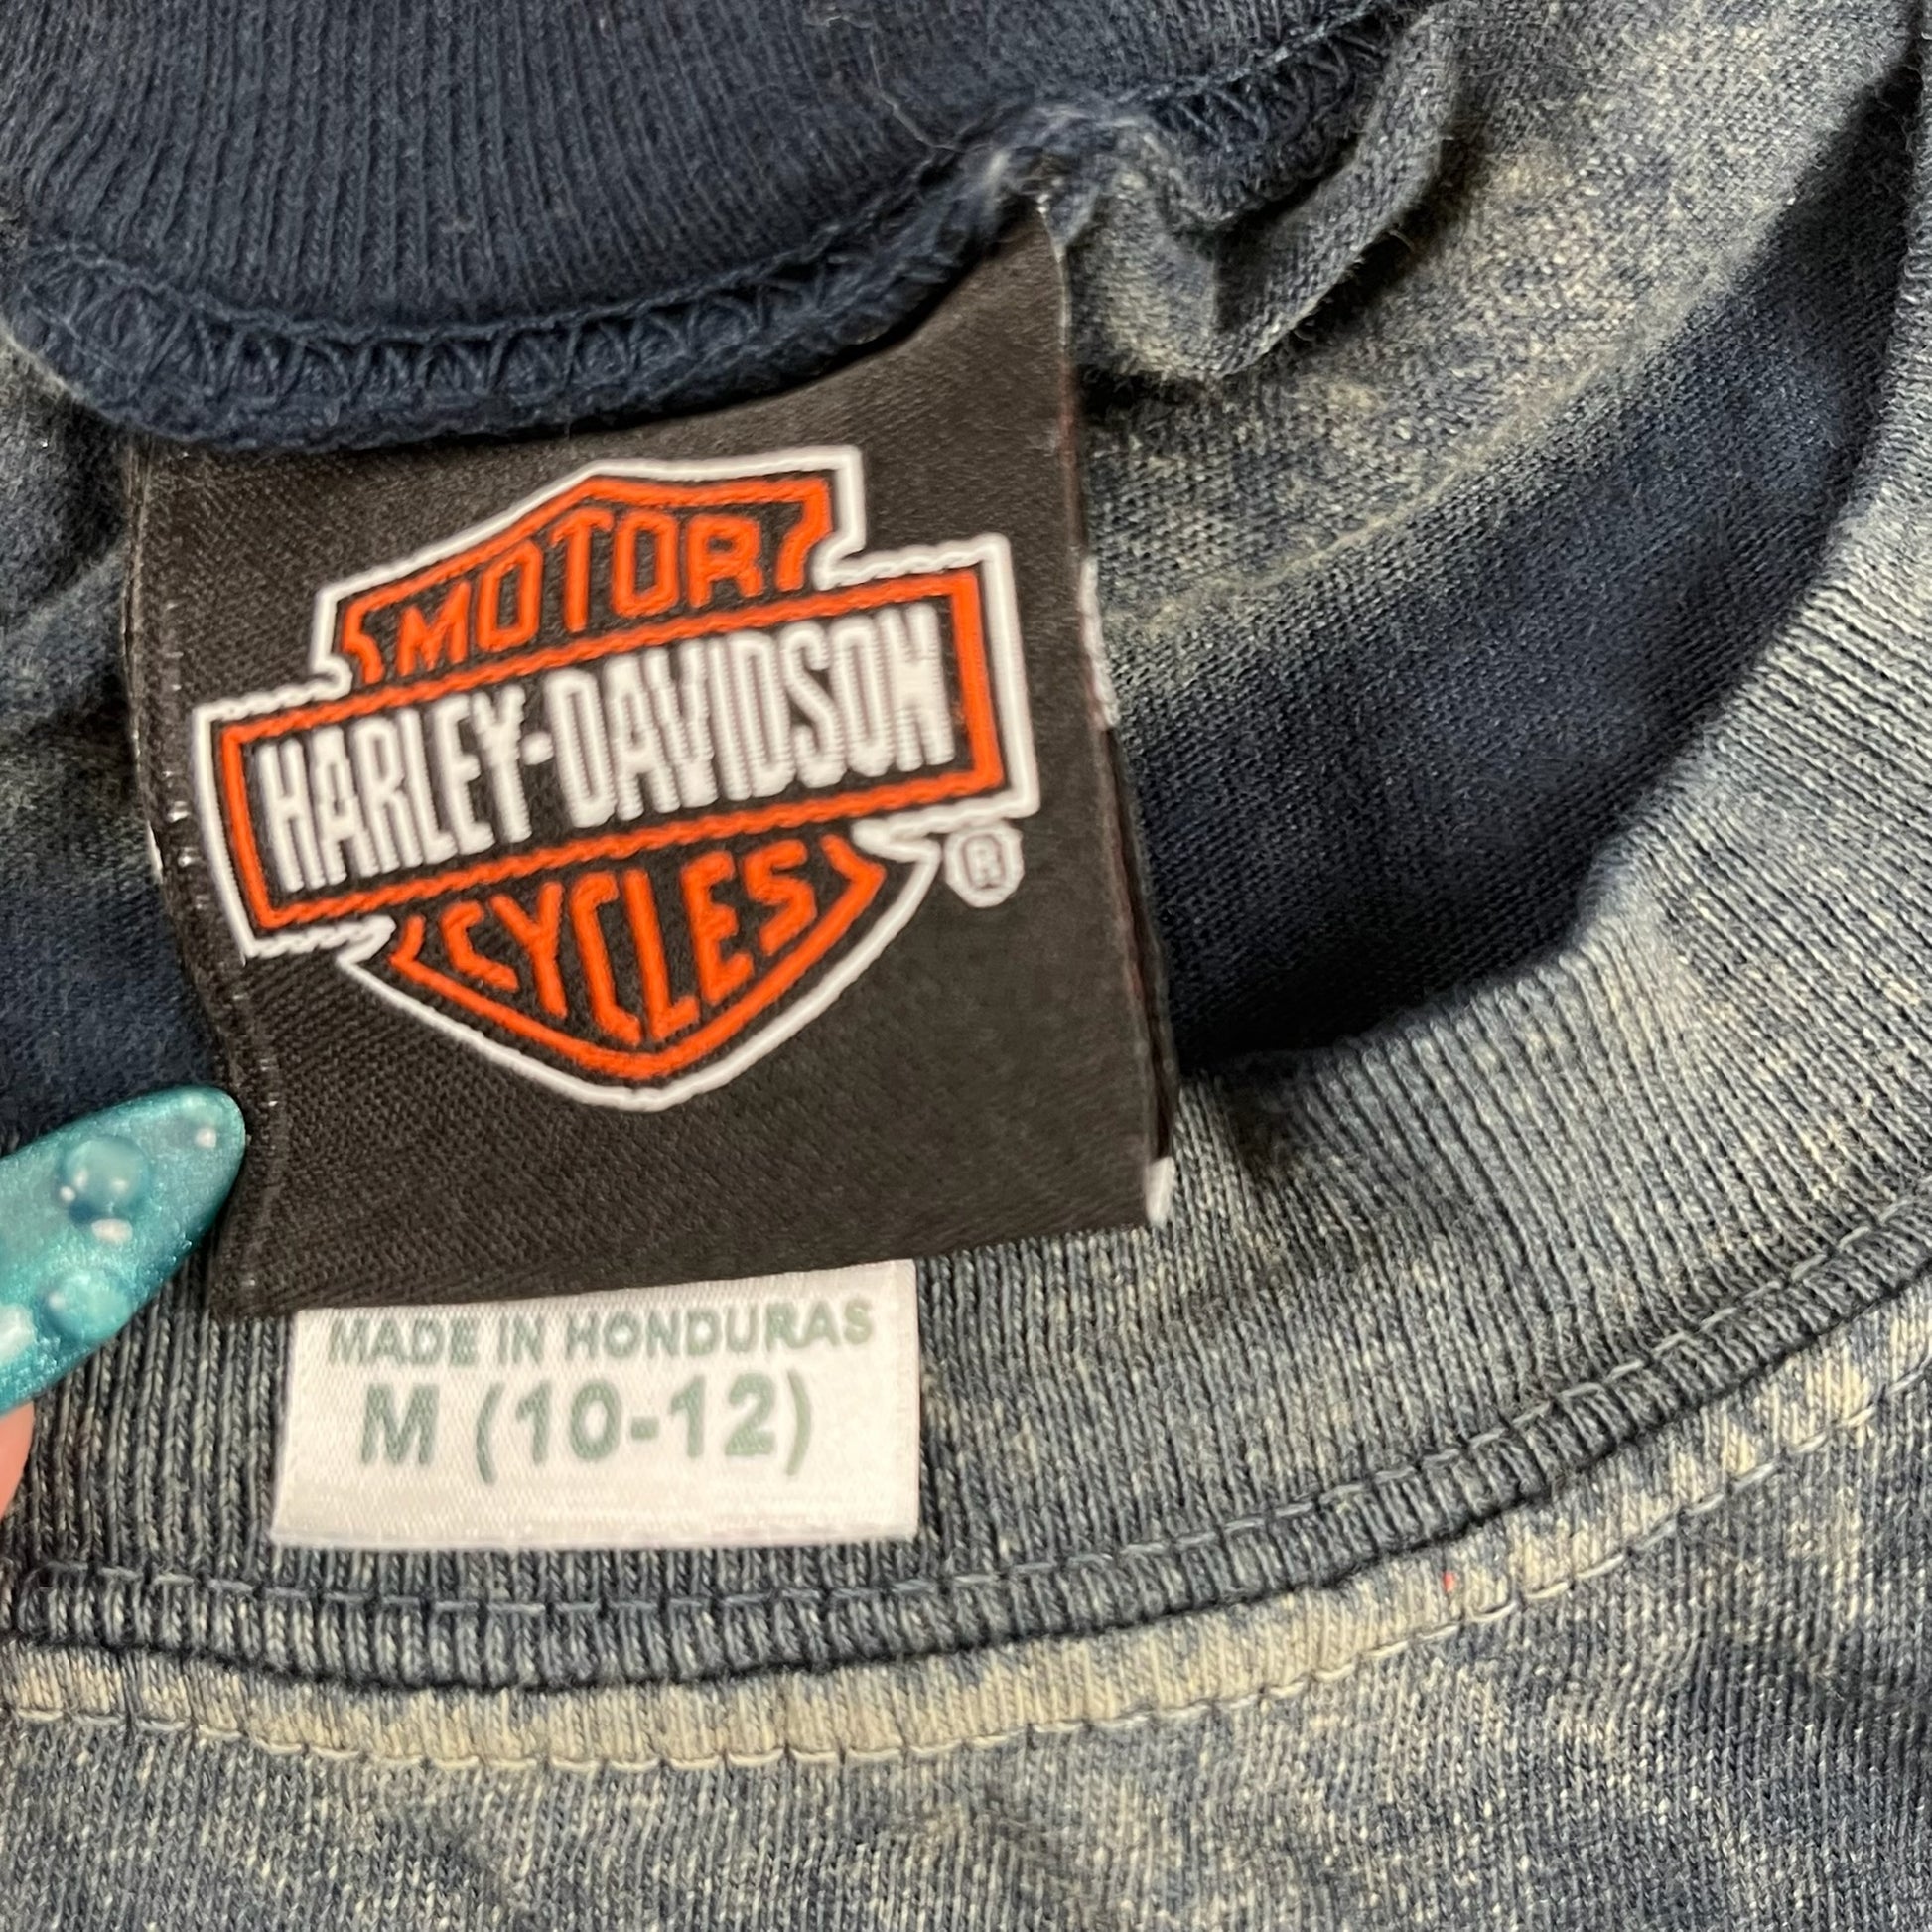 MOTOR
HARLEY-DAVIDSON
CYCLES
®
MADE IN HONDURAS
M (10-12)